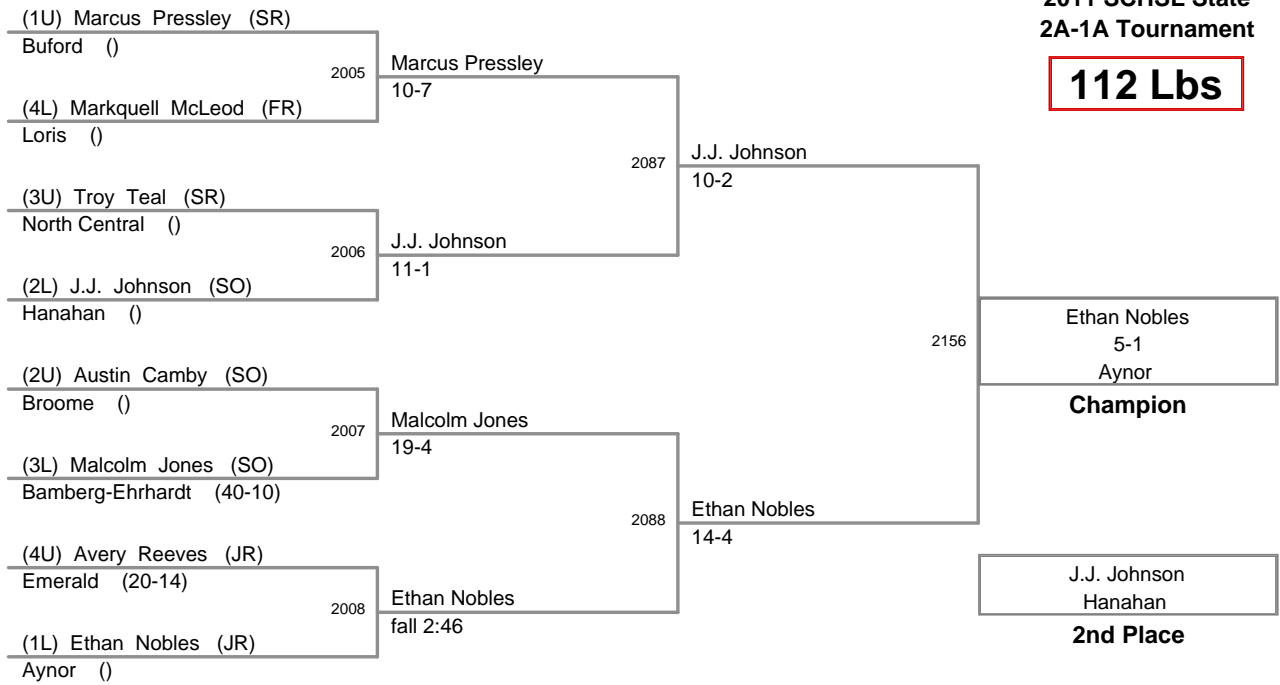 2011 SCHSL State
2A-1A Tournament
112 Lbs
(1U) Marcus Pressley (SR)
Buford ()
2005
Marcus Pressley
10-7
(4L) Markquell McLeod (FR)
Loris ()
2087
J.J. Johnson
10-2
(3U) Troy Teal (SR)
North Central ()
2006
J.J. Johnson
11-1
(2L) J.J. Johnson (SO)
Hanahan ()
2156
Ethan Nobles
5-1
Aynor
Champion
(2U) Austin Camby (SO)
Broome ()
2007
Malcolm Jones
19-4
(3L) Malcolm Jones (SO)
Bamberg-Ehrhardt (40-10)
2088
Ethan Nobles
14-4
(4U) Avery Reeves (JR)
Emerald (20-14)
2008
Ethan Nobles
fall 2:46
(1L) Ethan Nobles (JR)
Aynor ()
J.J. Johnson
Hanahan
2nd Place